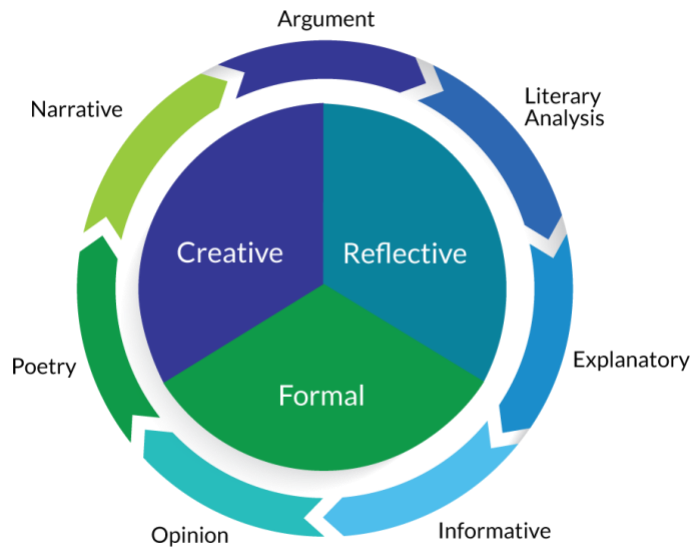 Argument
Literary
Analysis
Narrative
Creative
Reflective
Explanatory
Poetry
Formal
Informative
Opinion